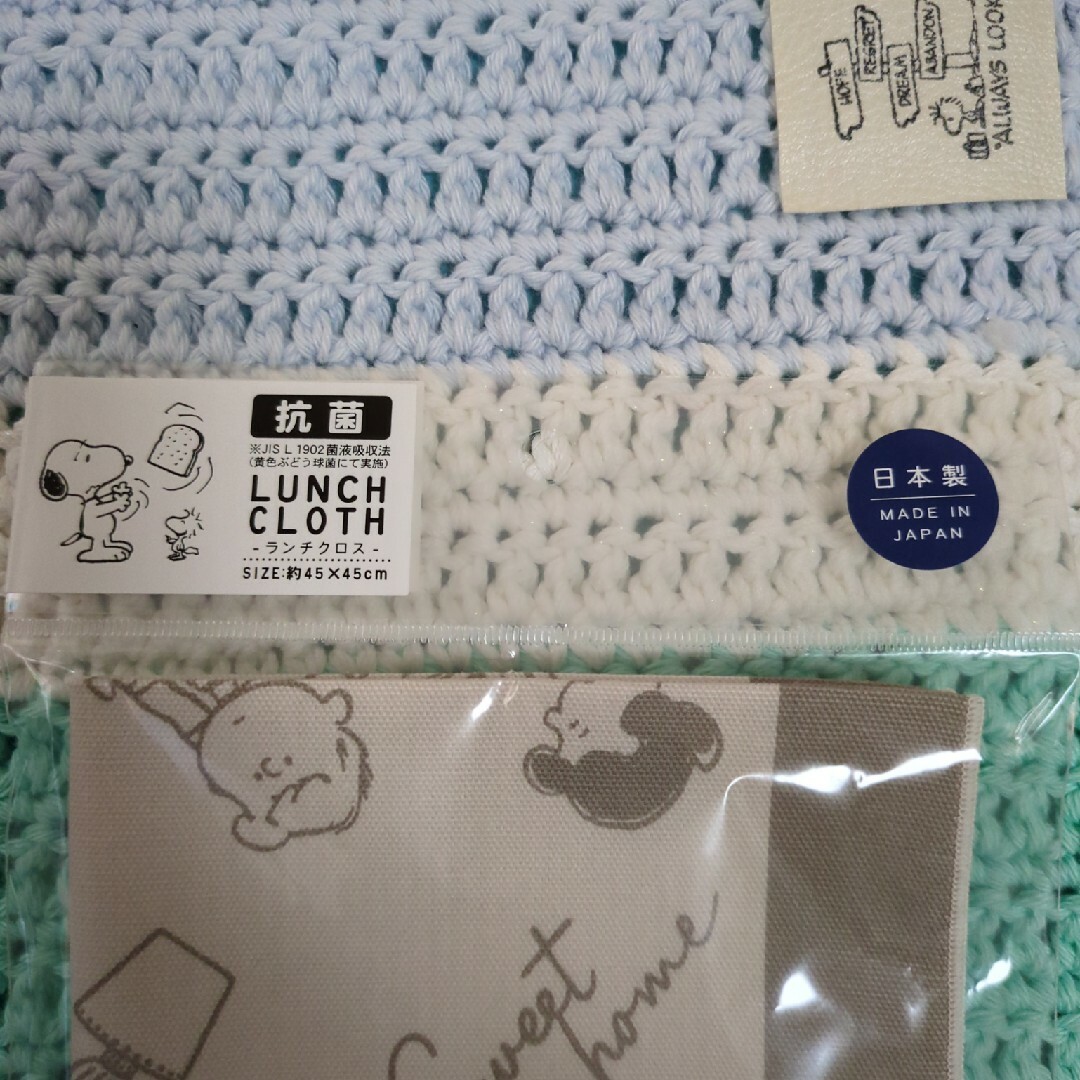 HOPE
REGRET
DREAM
ABANDON
"ALWAYS LOOK
抗菌
※JIS L 1902菌液吸収法
(黄色ぶどう球菌にて実施)
LUNCH
CLOTH
- ランチクロス -
SIZE:約45×45cm
日本製
MADE IN
JAPAN
Sweet
home